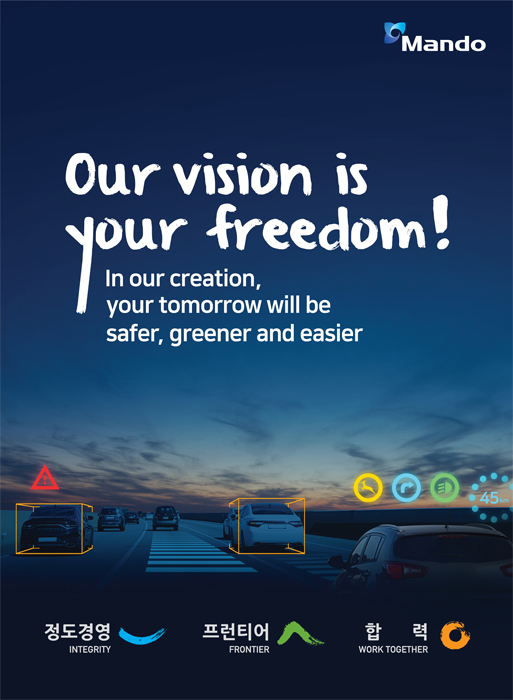 Mando
Our vision is
your freedom!
In our creation,
your tomorrow will be
safer, greener and easier
45
정도경영
INTEGRITY
프런티어
FRONTIER
합 력
WORK TOGETHER